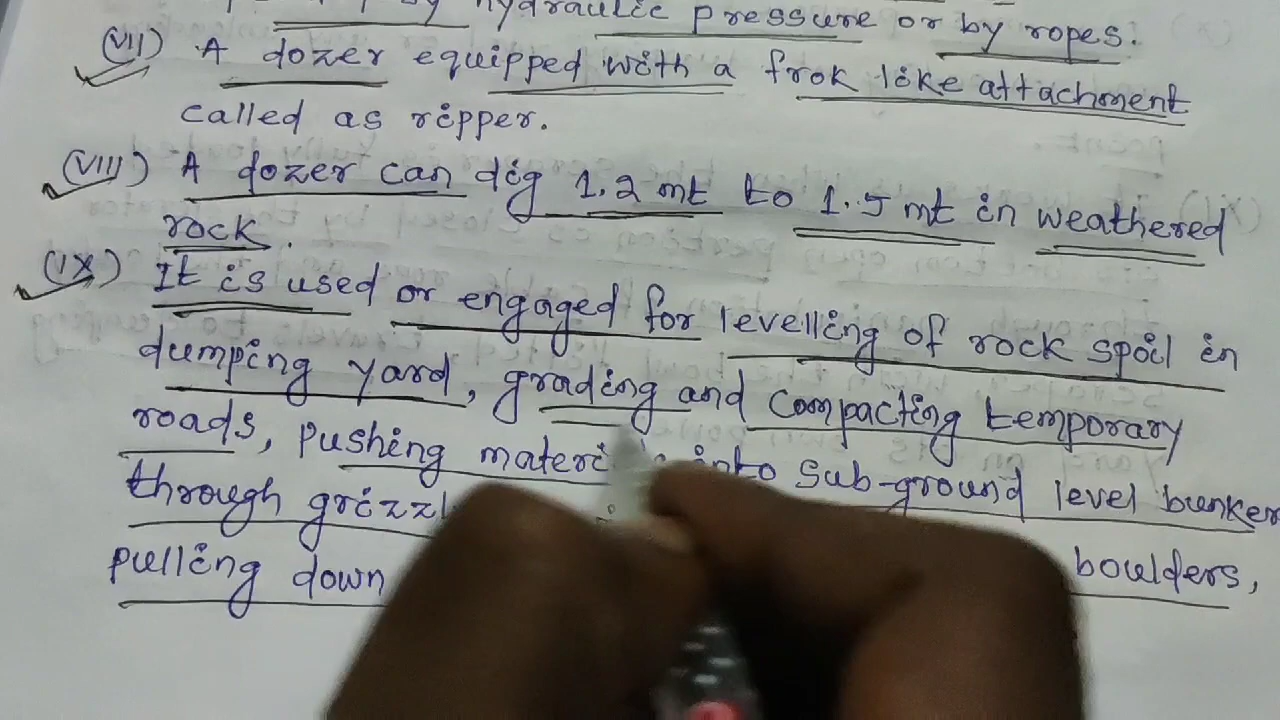 by hydraulic pressure or by ropes.
(VII) A dozer equipped with a frok like attachment
called as ripper.
(VIII) A dozer can dig 1.2 mt to 1.5 mt in weathered
rock.
(IX) It is used or engaged for levelling of rock spoil in
dumping yard, grading and compacting temporary
roads, pushing into sub-ground level bunker
through
pulling down boulders,